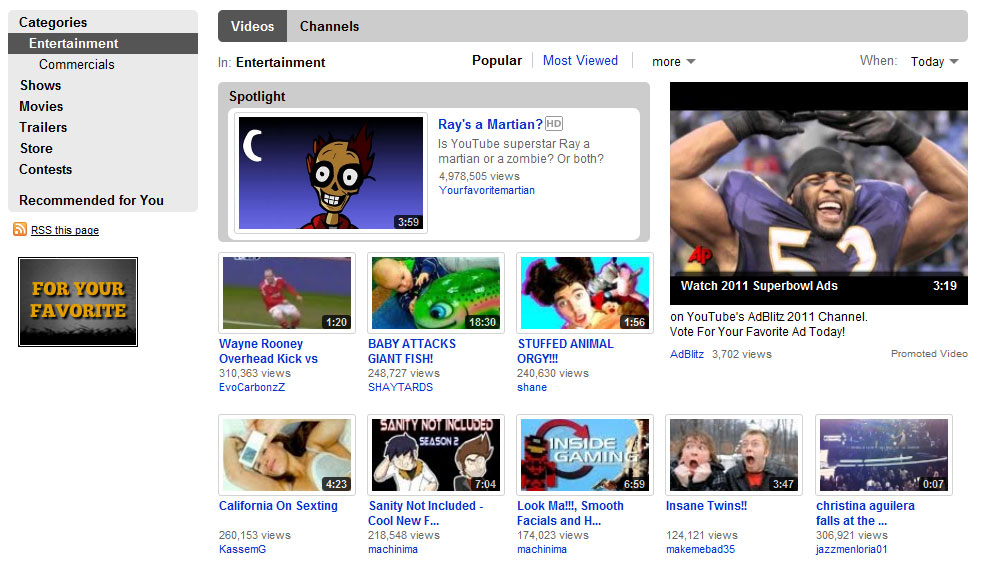 Categories
Entertainment
Commercials
Shows
Movies
Trailers
Store
Contests
Recommended for You
RSS this page
FOR YOUR
FAVORITE
Videos
Channels
In: Entertainment
Popular
Most Viewed
more
When: Today
Spotlight
3:59
Ray's a Martian? HD
Is YouTube superstar Ray a
martian or a zombie? Or both?
4,978,505 views
Yourfavoritemartian
52
AP
Watch 2011 Superbowl Ads 3:19
on YouTube's AdBlitz 2011 Channel.
Vote For Your Favorite Ad Today!
AdBlitz 3,702 views
Promoted Video
1:20
Wayne Rooney
Overhead Kick vs
310,363 views
EvoCarbonzZ
18:30
BABY ATTACKS
GIANT FISH!
248,727 views
SHAYTARDS
1:56
STUFFED ANIMAL
ORGY!!!
240,630 views
shane
4:23
California On Sexting
260,153 views
KassemG
SANITY NOT INCLUDED
SEASON 2
7:04
Sanity Not Included -
Cool New F...
218,548 views
machinima
INSIDE
GAMING
6:59
Look Ma!!!, Smooth
Facials and H...
174,023 views
machinima
3:47
Insane Twins!!
124,121 views
makemebad35
0:07
christina aguilera
falls at the ...
306,921 views
jazzmenloria01